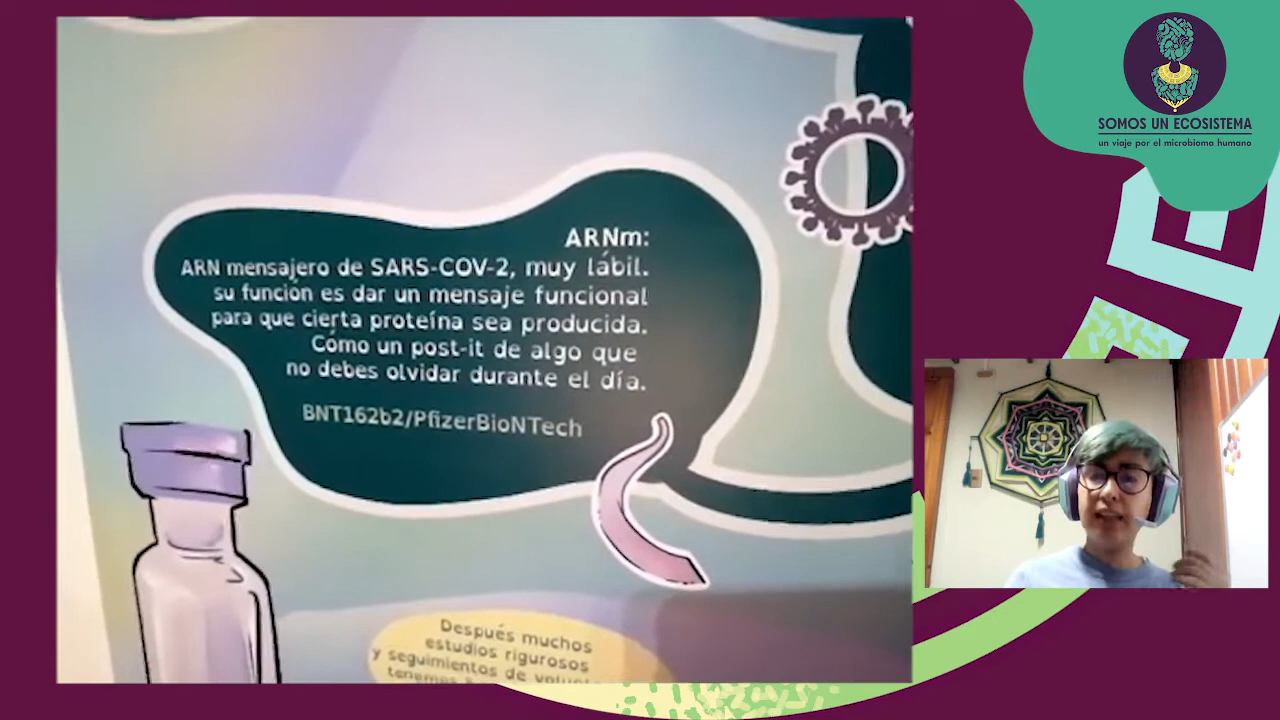 SOMOS UN ECOSISTEMA
un viaje por el microbioma humano
ARNm:
ARN mensajero de SARS-COV-2, muy lábil.
su función es dar un mensaje funcional
para que cierta proteína sea producida.
Cómo un post-it de algo que
no debes olvidar durante el día.
BNT162b2/PfizerBioNTech
Después muchos
estudios rigurosos
y seguimientos de
tenemos